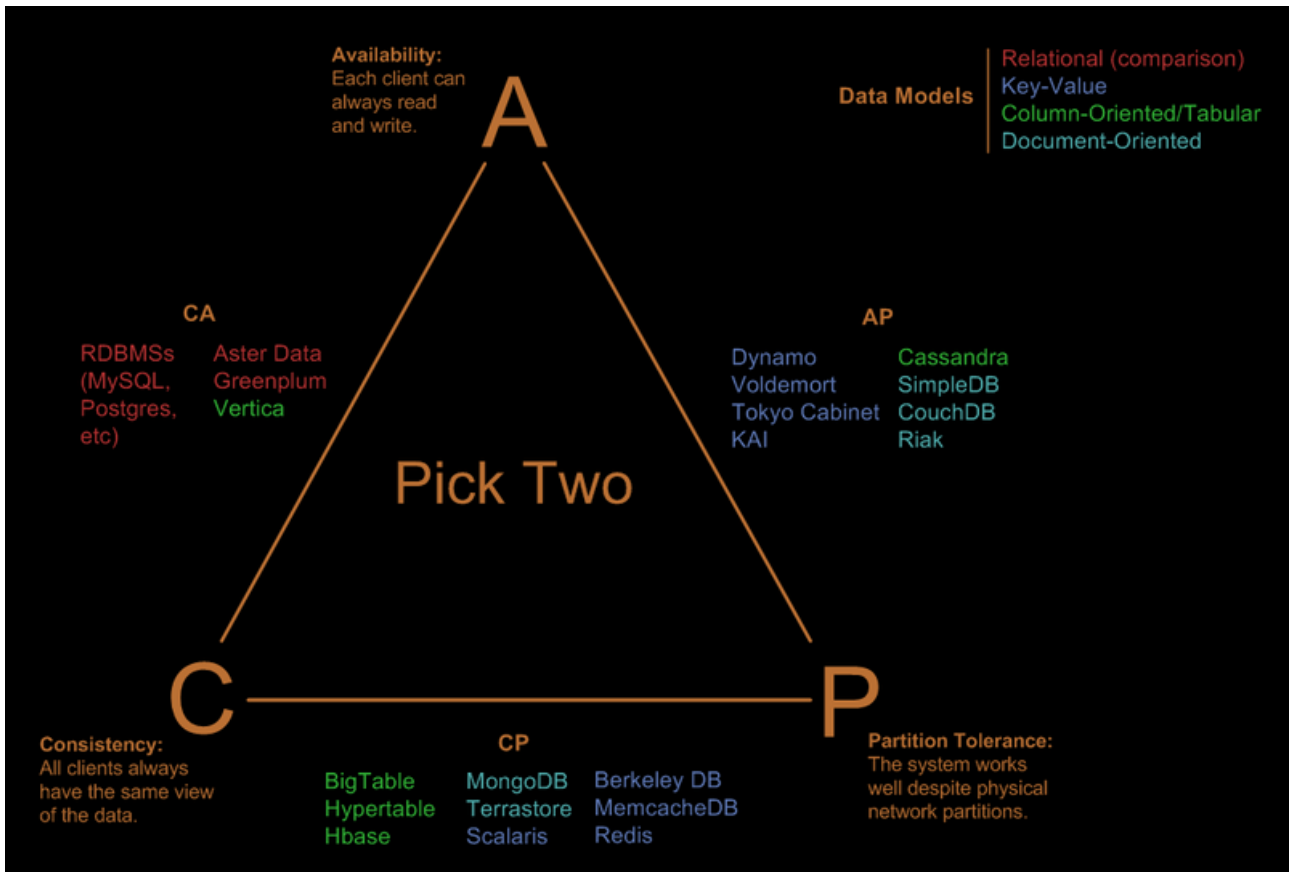 Availability:
Each client can
always read
and write.
A
Data Models
Relational (comparison)
Key-Value
Column-Oriented/Tabular
Document-Oriented
CA
RDBMSs
(MySQL,
Postgres,
etc)
Aster Data
Greenplum
Vertica
AP
Dynamo
Voldemort
Tokyo Cabinet
KAI
Cassandra
SimpleDB
CouchDB
Riak
Pick Two
C
Consistency:
All clients always
have the same view
of the data.
CP
BigTable
Hypertable
Hbase
MongoDB
Terrastore
Scalaris
Berkeley DB
MemcacheDB
Redis
P
Partition Tolerance:
The system works
well despite physical
network partitions.